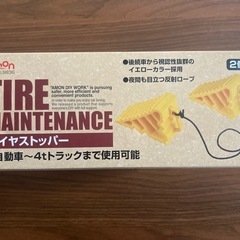 mon
●後続車から視認性抜群の
イエローカラー採用
●夜間も目立つ反射ロープ
TIRE
"AMON DIY WORK" is pursuing
safer, more efficient and
convenient products.
MAINTENANCE
イヤストッパー
自動車〜4tトラックまで使用可能